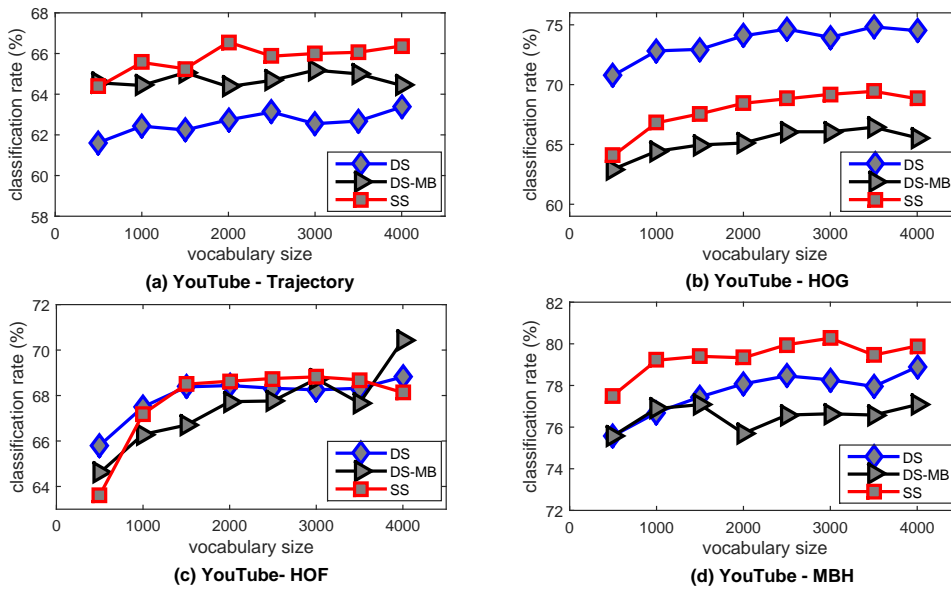 classification rate (%)
68
66
64
62
60
58
0 1000 2000 3000 4000
vocabulary size
DS
DS-MB
SS
(a) YouTube - Trajectory
classification rate (%)
75
70
65
60
0 1000 2000 3000 4000
vocabulary size
DS
DS-MB
SS
(b) YouTube - HOG
classification rate (%)
72
70
68
66
64
0 1000 2000 3000 4000
vocabulary size
DS
DS-MB
SS
(c) YouTube- HOF
classification rate (%)
82
80
78
76
74
72
0 1000 2000 3000 4000
vocabulary size
DS
DS-MB
SS
(d) YouTube - MBH